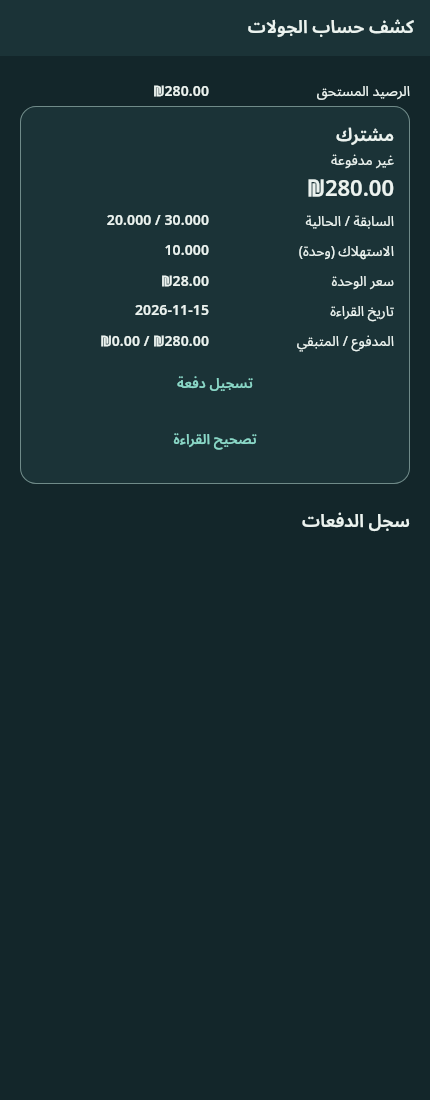 كشف حساب الجولات
الرصيد المستحق ₪280.00
مشترك
غير مدفوعة
₪280.00
السابقة / الحالية 20.000 / 30.000
الاستهلاك (وحدة) 10.000
سعر الوحدة ₪28.00
تاريخ القراءة 2026-11-15
المدفوع / المتبقي ₪0.00 / ₪280.00
تسجيل دفعة
تصحيح القراءة
سجل الدفعات